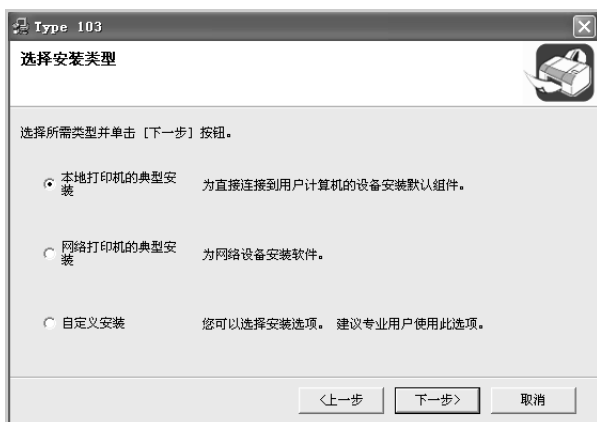 Type 103
选择安装类型
选择所需类型并单击 [下一步] 按钮。
本地打印机的典型安
装
为直接连接到用户计算机的设备安装默认组件。
网络打印机的典型安
装
为网络设备安装软件。
自定义安装
您可以选择安装选项。 建议专业用户使用此选项。
<上一步
下一步>
取消